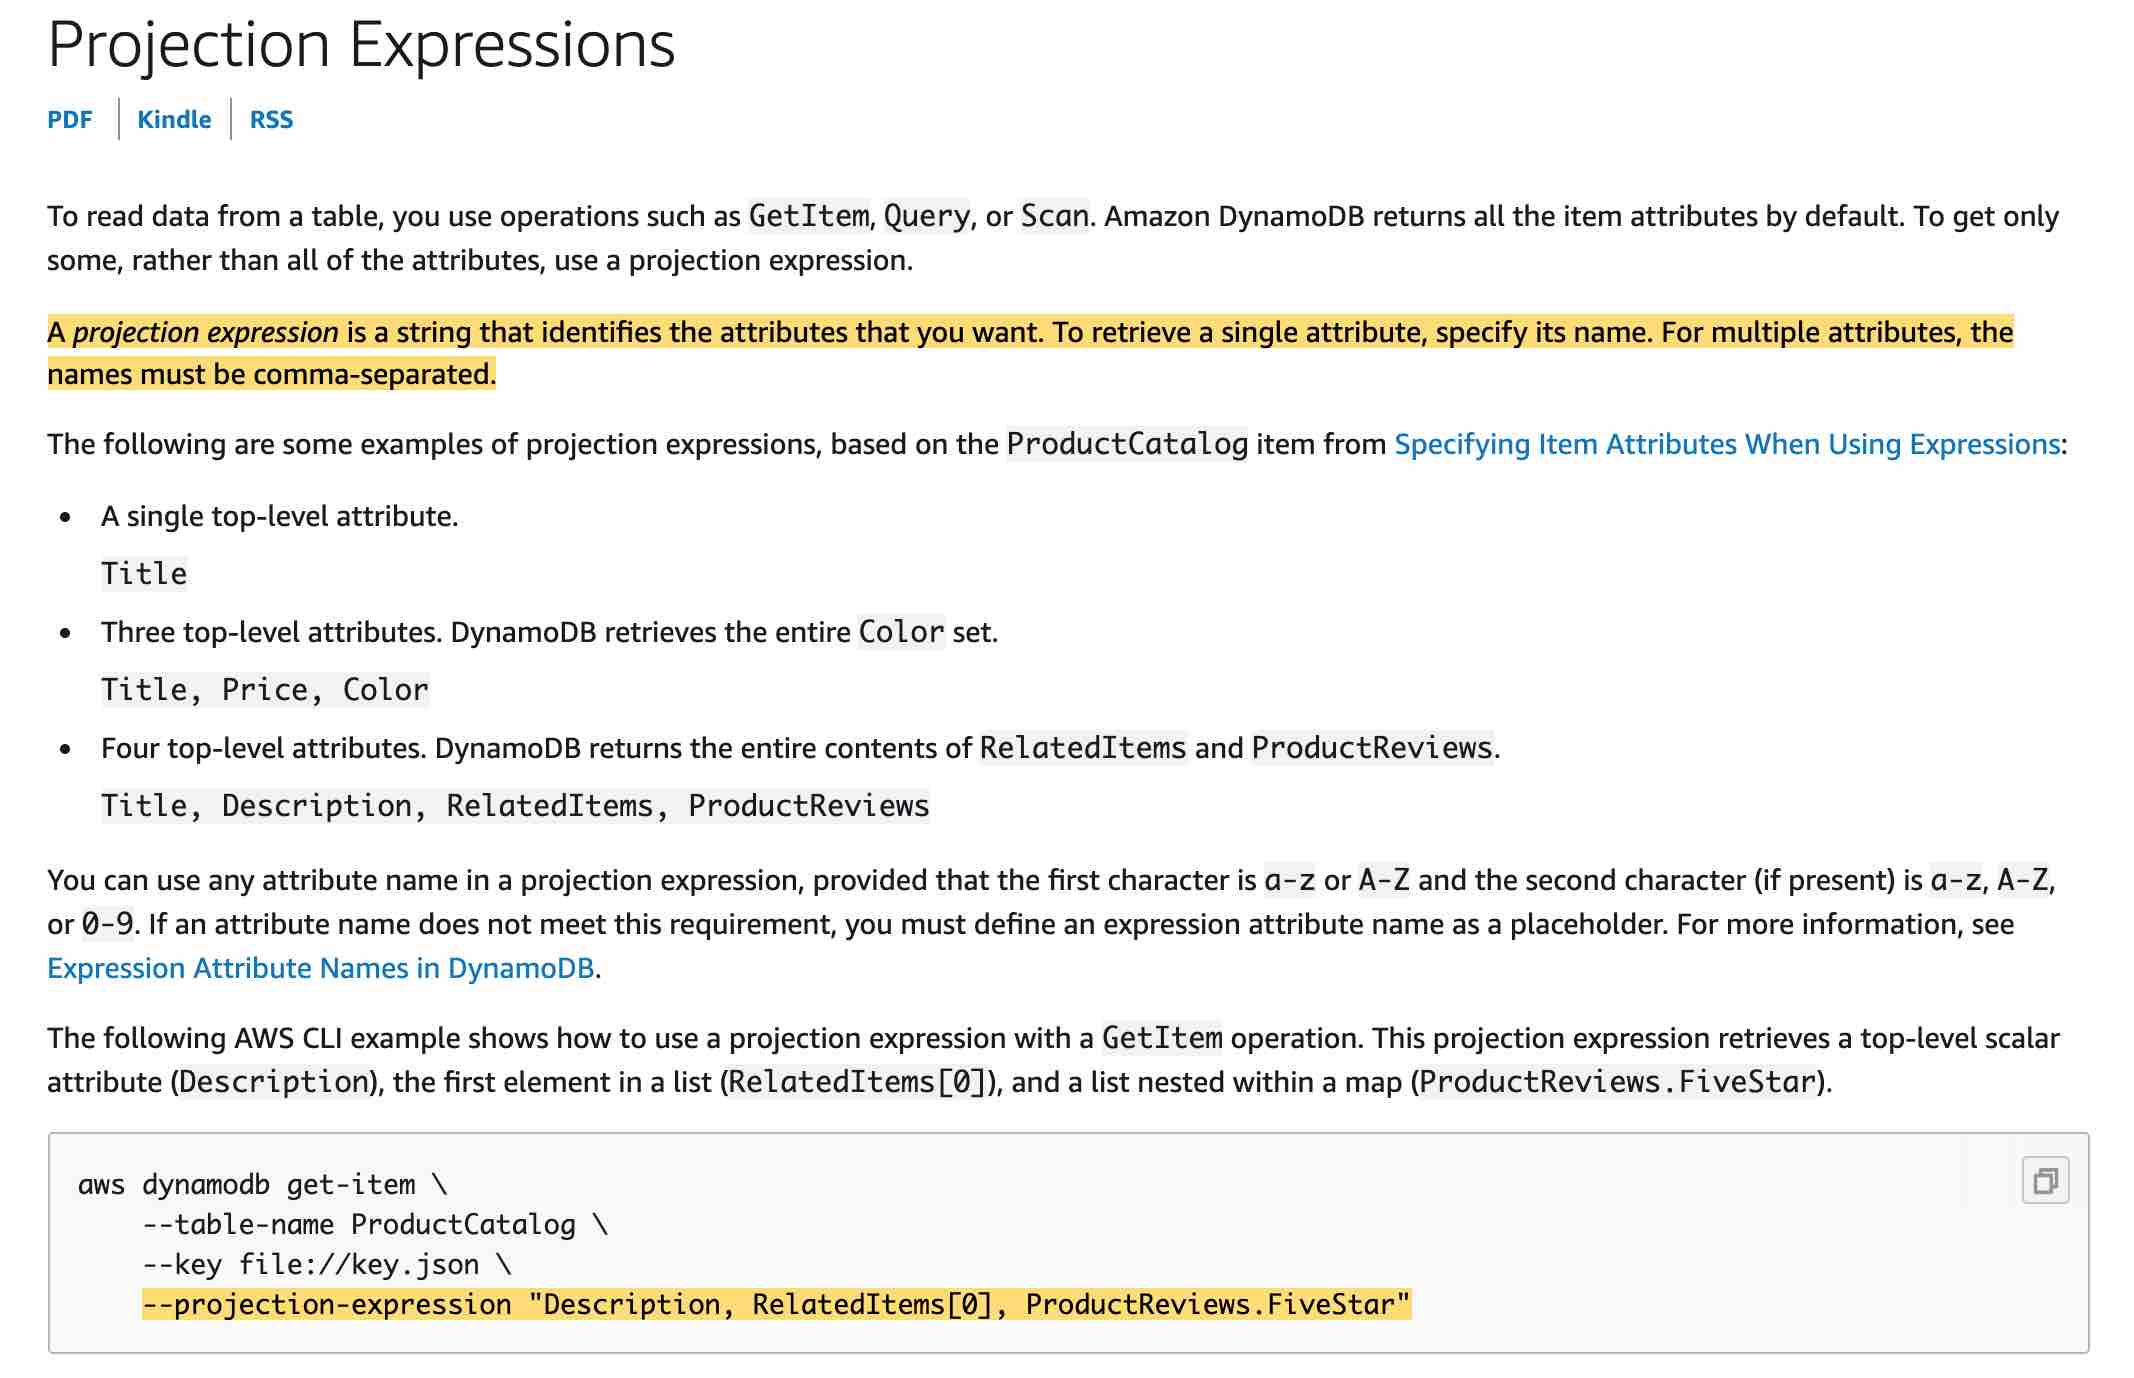 Projection Expressions
PDF | Kindle | RSS
To read data from a table, you use operations such as GetItem, Query, or Scan. Amazon DynamoDB returns all the item attributes by default. To get only
some, rather than all of the attributes, use a projection expression.
A projection expression is a string that identifies the attributes that you want. To retrieve a single attribute, specify its name. For multiple attributes, the
names must be comma-separated.
The following are some examples of projection expressions, based on the ProductCatalog item from Specifying Item Attributes When Using Expressions:
• A single top-level attribute.
Title
• Three top-level attributes. DynamoDB retrieves the entire Color set.
Title, Price, Color
• Four top-level attributes. DynamoDB returns the entire contents of RelatedItems and ProductReviews.
Title, Description, RelatedItems, ProductReviews
You can use any attribute name in a projection expression, provided that the first character is a-z or A-Z and the second character (if present) is a-z, A-Z,
or 0-9. If an attribute name does not meet this requirement, you must define an expression attribute name as a placeholder. For more information, see
Expression Attribute Names in DynamoDB.
The following AWS CLI example shows how to use a projection expression with a GetItem operation. This projection expression retrieves a top-level scalar
attribute (Description), the first element in a list (RelatedItems[0]), and a list nested within a map (ProductReviews.FiveStar).
aws dynamodb get-item \
    --table-name ProductCatalog \
    --key file://key.json \
    --projection-expression "Description, RelatedItems[0], ProductReviews.FiveStar"